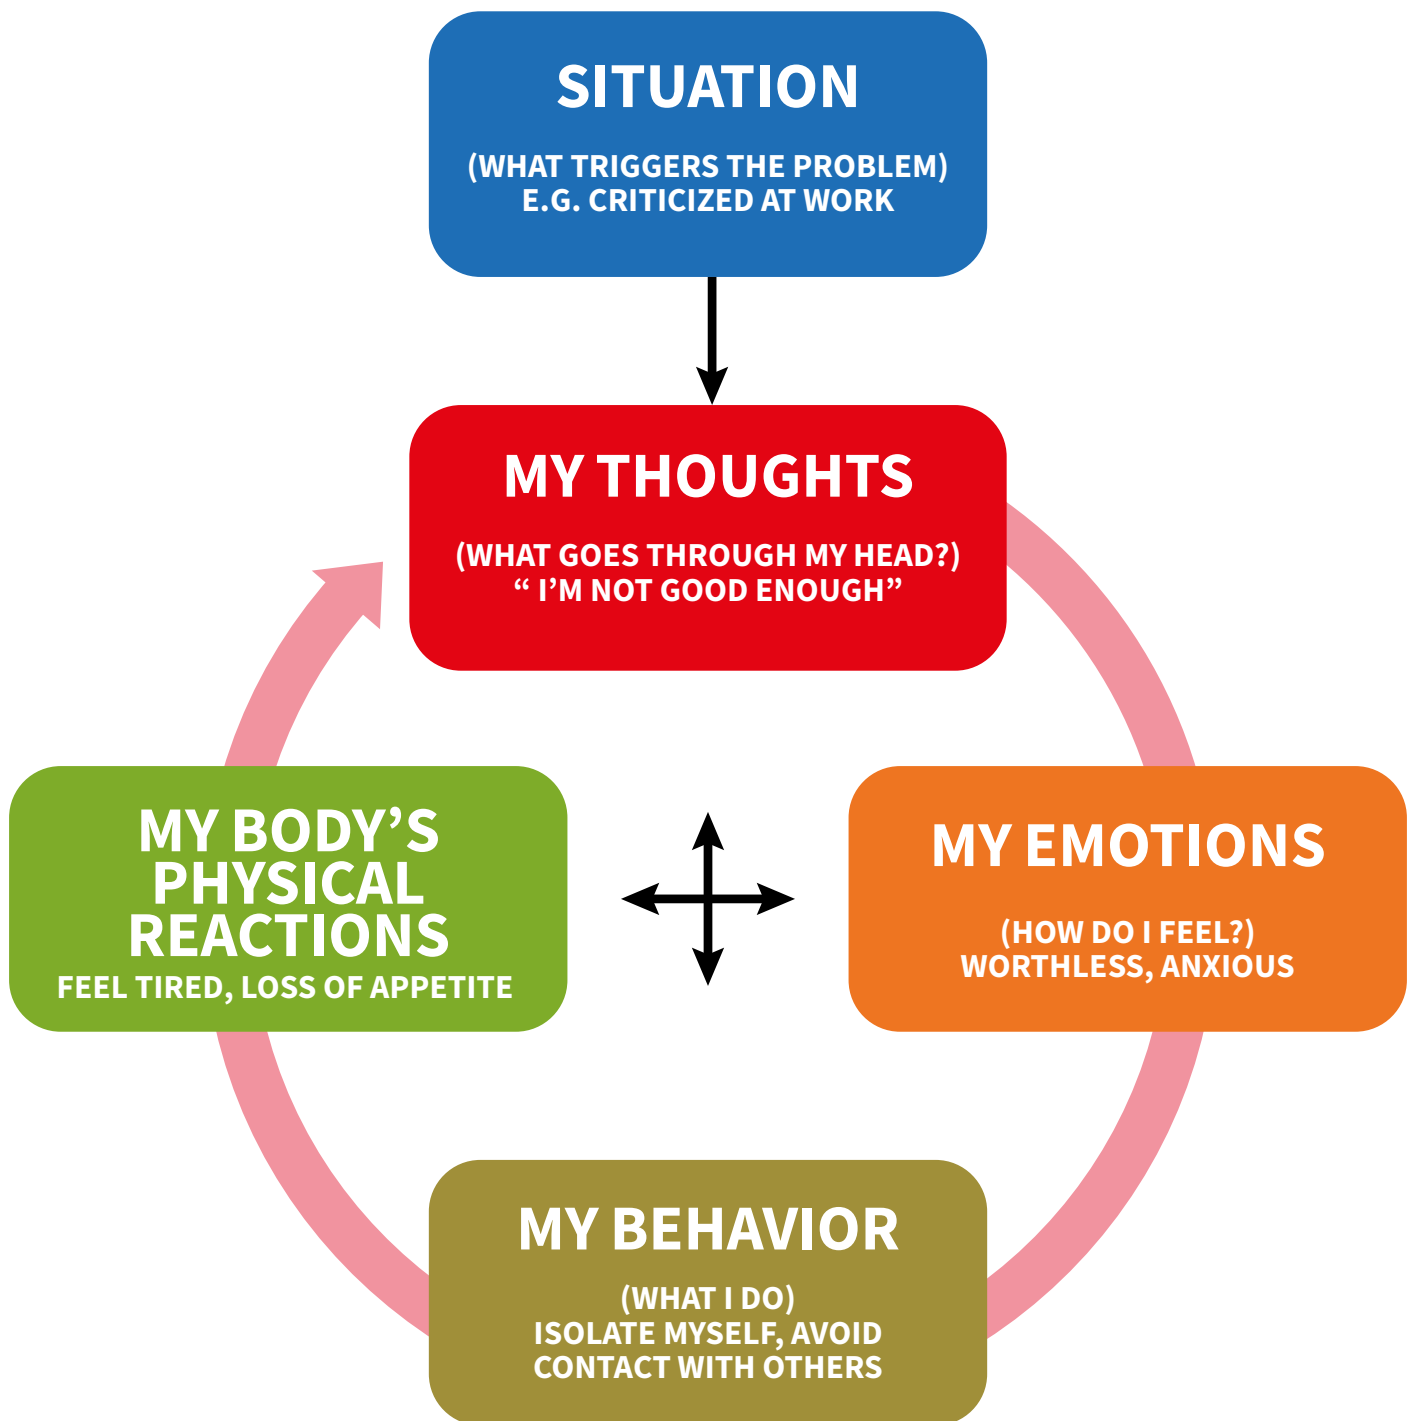 SITUATION
(WHAT TRIGGERS THE PROBLEM)
E.G. CRITICIZED AT WORK
MY THOUGHTS
(WHAT GOES THROUGH MY HEAD?)
“ I’M NOT GOOD ENOUGH”
MY BODY’S
PHYSICAL
REACTIONS
FEEL TIRED, LOSS OF APPETITE
MY EMOTIONS
(HOW DO I FEEL?)
WORTHLESS, ANXIOUS
MY BEHAVIOR
(WHAT I DO)
ISOLATE MYSELF, AVOID
CONTACT WITH OTHERS